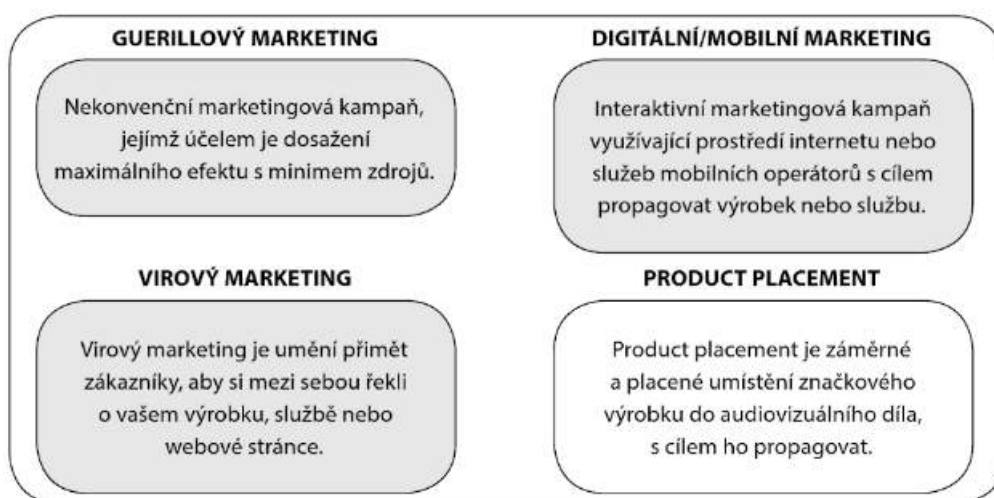 GUERILLOVÝ MARKETING
Nekonvenční marketingová kampaň,
jejímž účelem je dosažení
maximálního efektu s minimem zdrojů.
DIGITÁLNÍ/MOBILNÍ MARKETING
Interaktivní marketingová kampaň
využívající prostředí internetu nebo
služeb mobilních operátorů s cílem
propagovat výrobek nebo službu.
VIROVÝ MARKETING
Virový marketing je umění přimět
zákazníky, aby si mezi sebou řekli
o vašem výrobku, službě nebo
webové stránce.
PRODUCT PLACEMENT
Product placement je záměrné
a placené umístění značkového
výrobku do audiovizuálního díla,
s cílem ho propagovat.